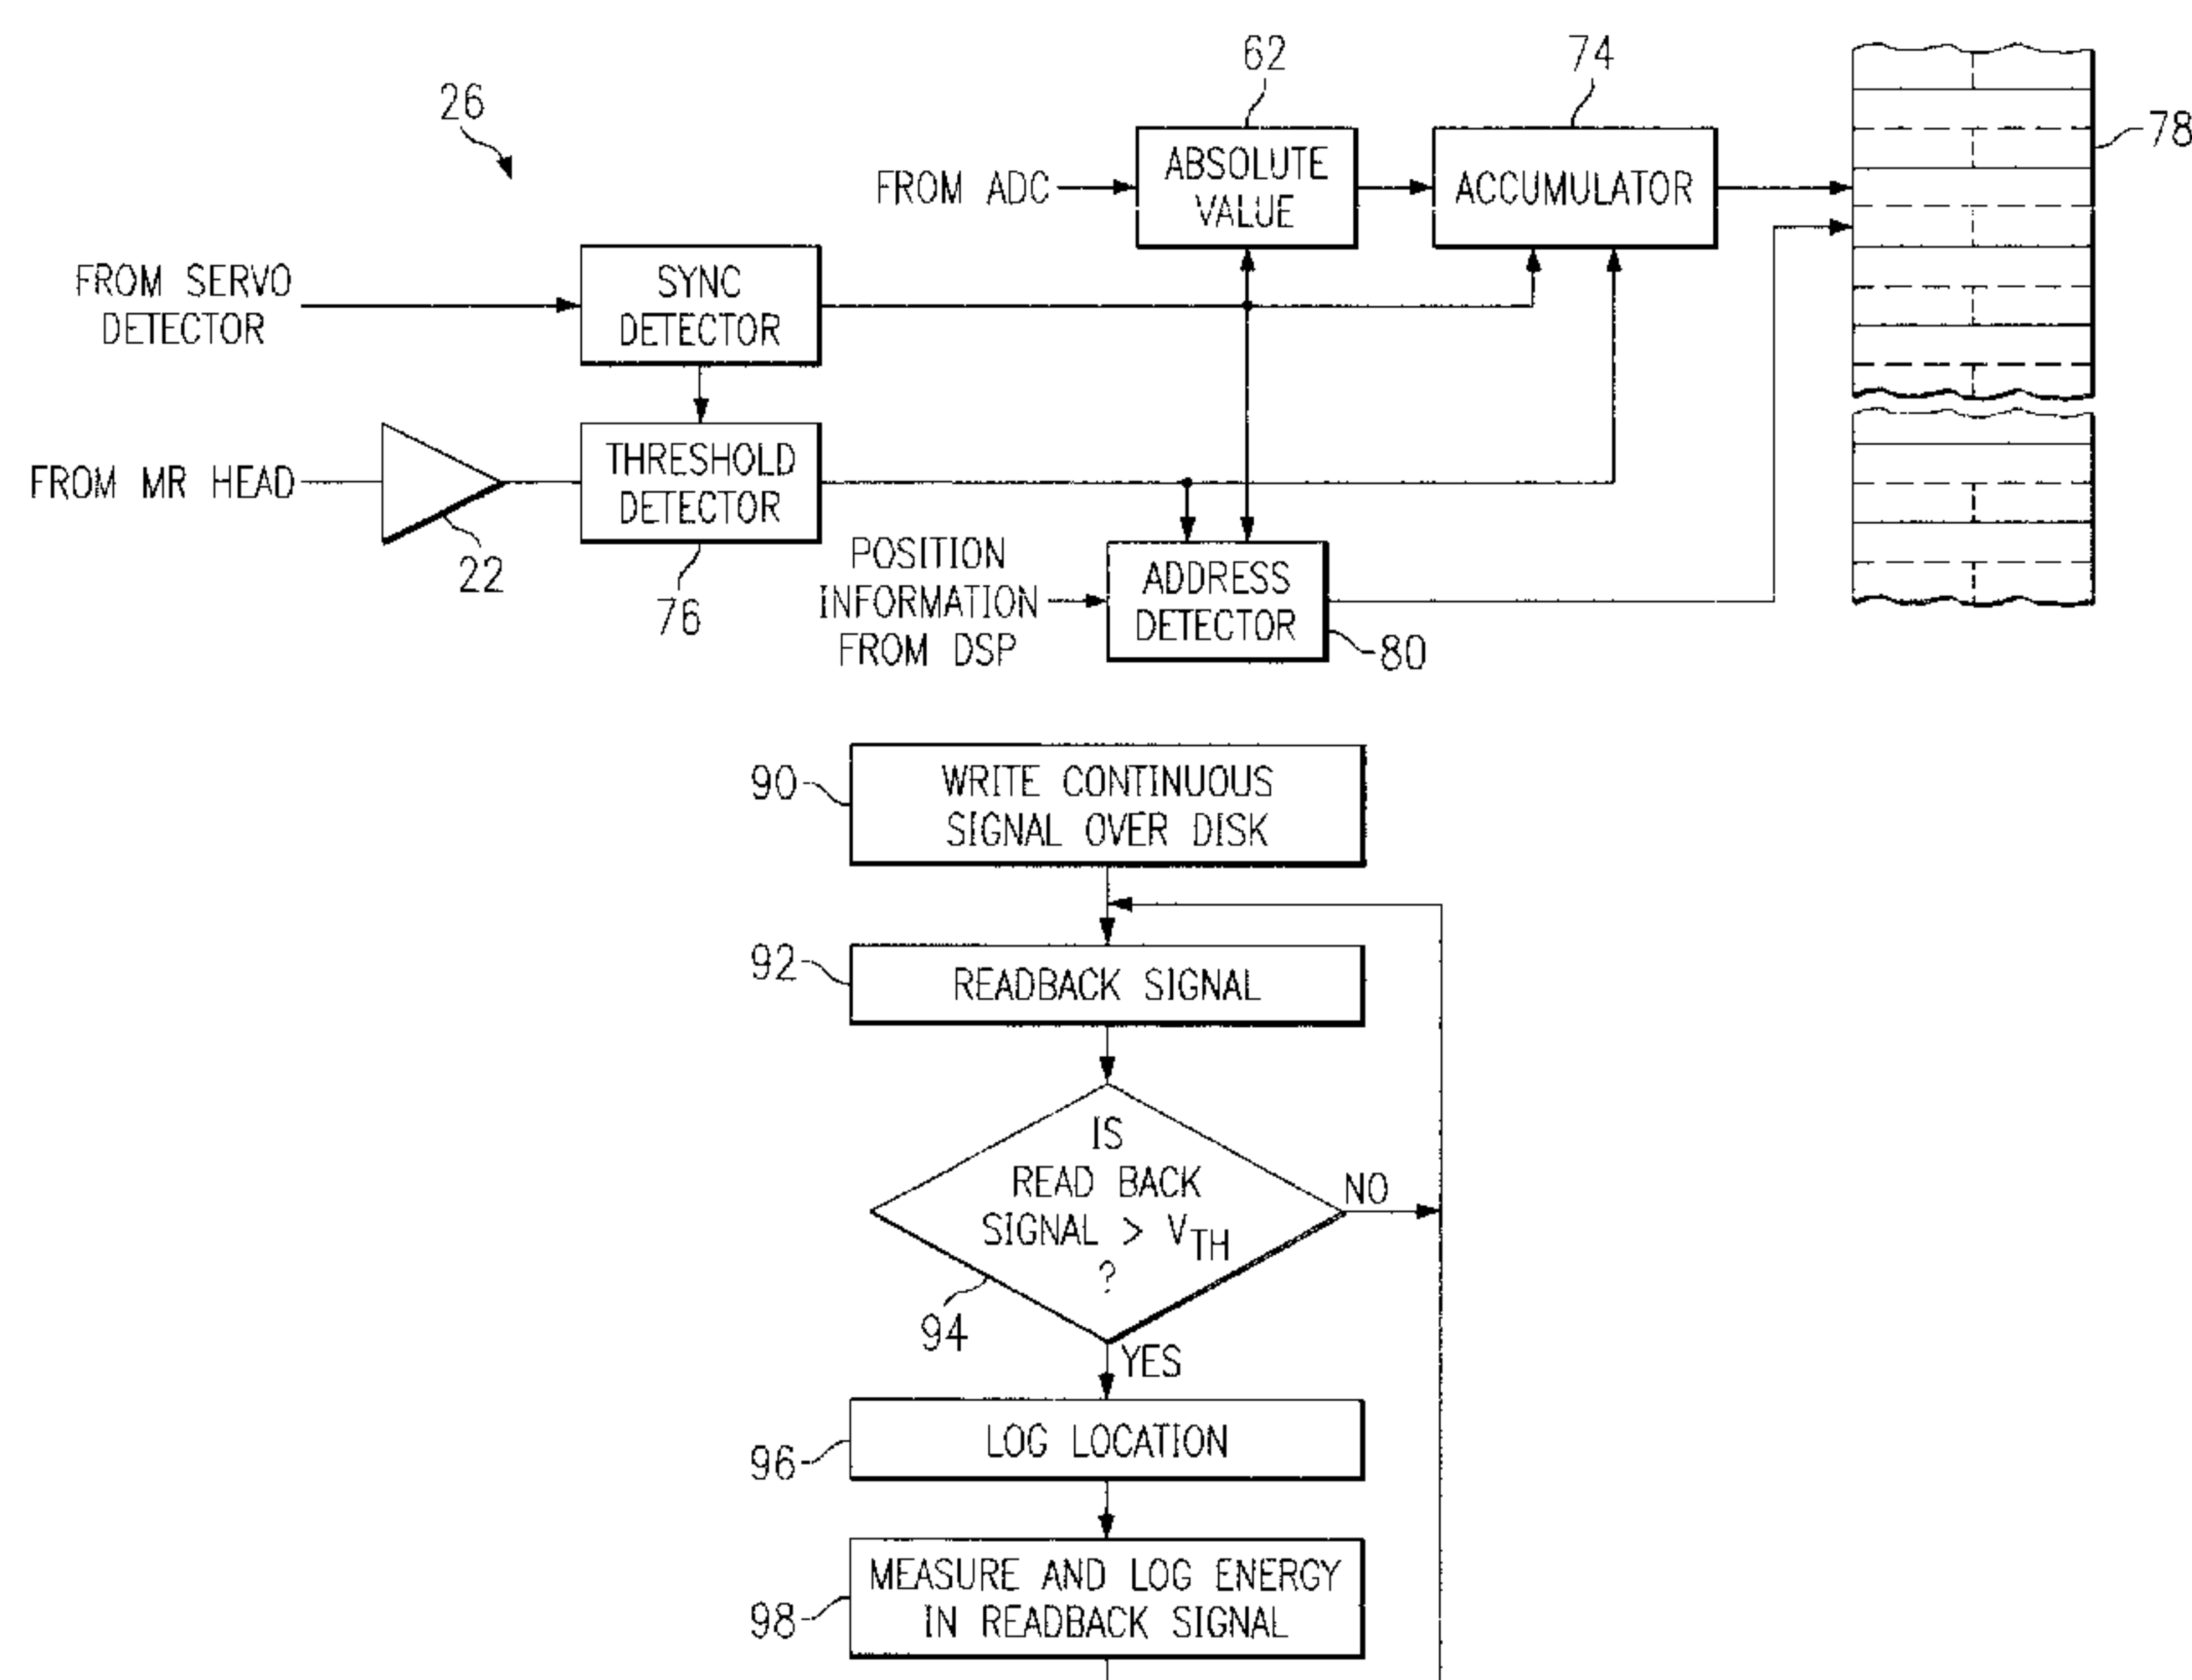 26
62
74
78
FROM ADC
ABSOLUTE
VALUE
ACCUMULATOR
FROM SERVO
DETECTOR
SYNC
DETECTOR
FROM MR HEAD
22
THRESHOLD
DETECTOR
76
POSITION
INFORMATION
FROM DSP
ADDRESS
DETECTOR
80
90
WRITE CONTINUOUS
SIGNAL OVER DISK
92
READBACK SIGNAL
IS
READ BACK
SIGNAL > VTH
?
NO
94
YES
96
LOG LOCATION
98
MEASURE AND LOG ENERGY
IN READBACK SIGNAL